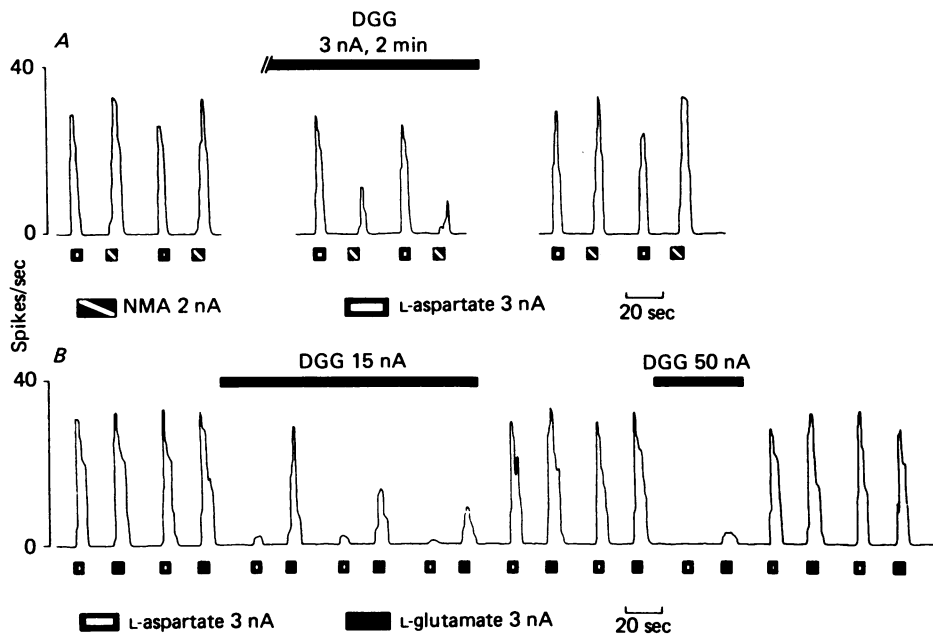 DGG
A
3 nA, 2 min
40
0
NMA 2 nA
L-aspartate 3 nA
20 sec
Spikes/sec
B
DGG 15 nA
DGG 50 nA
40
0
L-aspartate 3 nA
L-glutamate 3 nA
20 sec